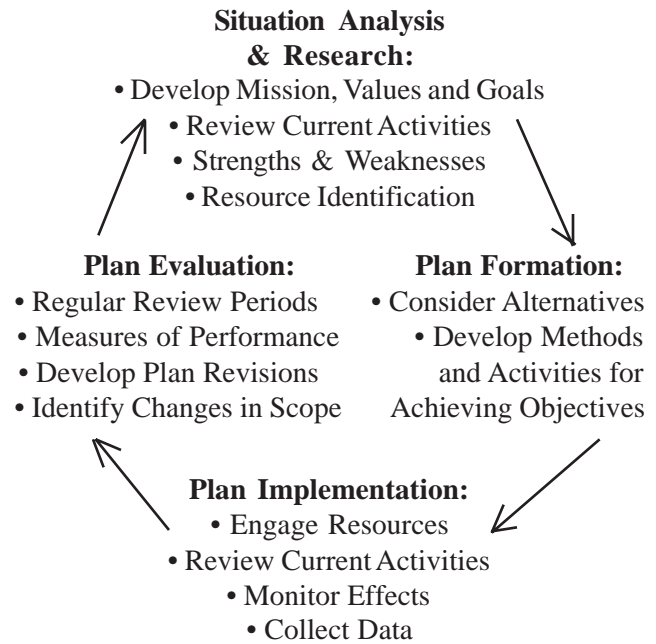 Situation Analysis
& Research:
• Develop Mission, Values and Goals
• Review Current Activities
• Strengths & Weaknesses
• Resource Identification
Plan Evaluation:
• Regular Review Periods
• Measures of Performance
• Develop Plan Revisions
• Identify Changes in Scope
Plan Formation:
• Consider Alternatives
• Develop Methods
and Activities for
Achieving Objectives
Plan Implementation:
• Engage Resources
• Review Current Activities
• Monitor Effects
• Collect Data